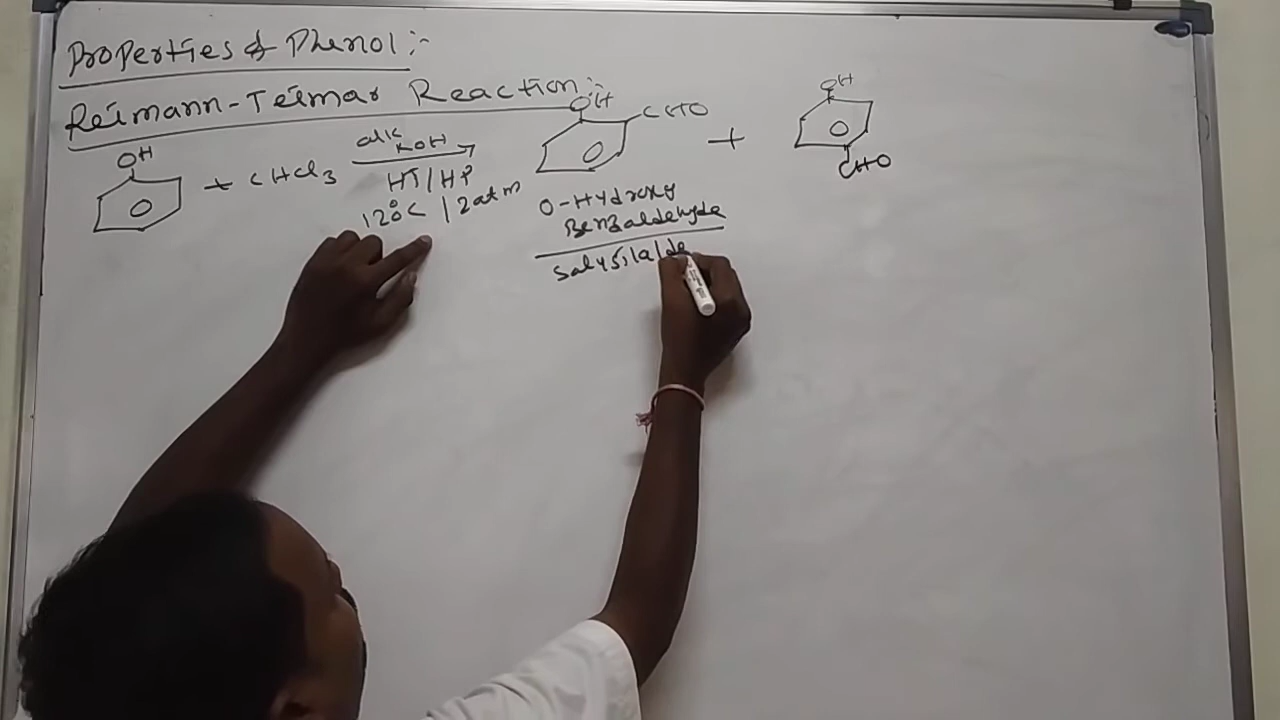 Properties of Phenol :-
Reimann-Teimar Reaction :-
OH + CHCl3 alk KOH OH CHO + OH CHO
HT/HP
120°C / 2atm
O-Hydroxy
Benzaldehyde
Salysilalde